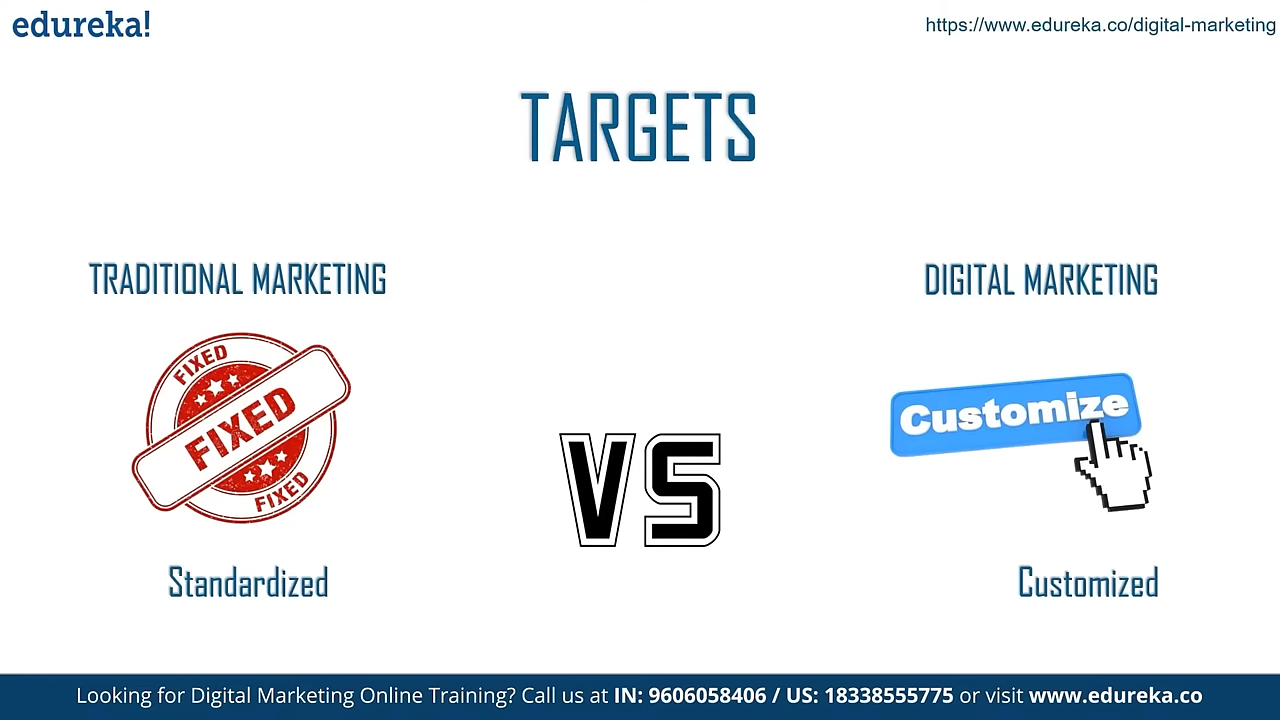 edureka!
https://www.edureka.co/digital-marketing
TARGETS
TRADITIONAL MARKETING
DIGITAL MARKETING
FIXED
FIXED
FIXED
Customize
VS
Standardized
Customized
Looking for Digital Marketing Online Training? Call us at IN: 9606058406 / US: 18338555775 or visit www.edureka.co